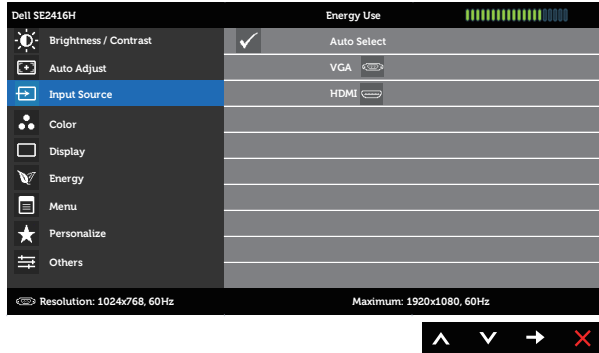 Dell SE2416H Energy Use
Brightness / Contrast Auto Select
Auto Adjust VGA
Input Source HDMI
Color
Display
Energy
Menu
Personalize
Others
Resolution: 1024x768, 60Hz Maximum: 1920x1080, 60Hz